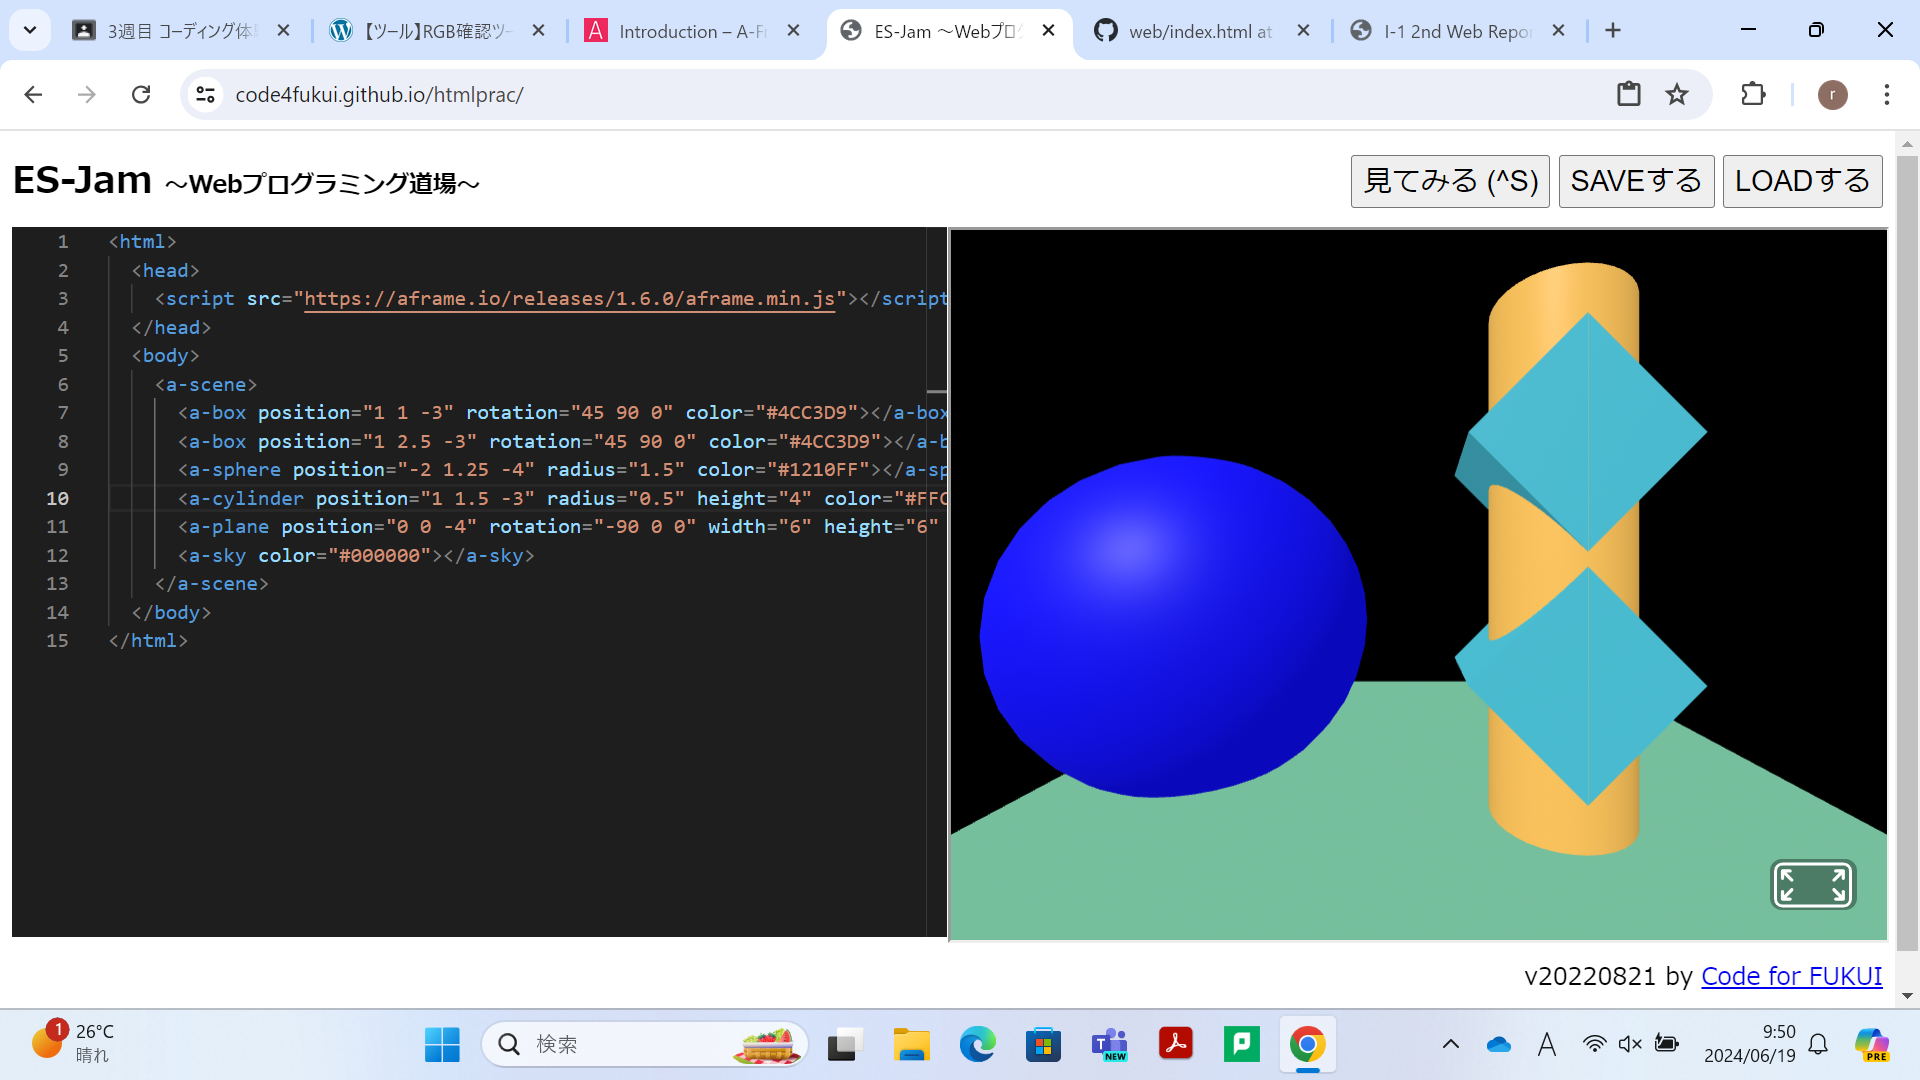 3週目 コーディング体
【ツール】RGB確認ツー
Introduction – A-Fr
ES-Jam ～Webプログ
web/index.html at
I-1 2nd Web Repor
code4fukui.github.io/htmlprac/
r
ES-Jam ～Webプログラミング道場～
見てみる (^S)
SAVEする
LOADする
1 <html>
2 <head>
3 <script src="https://aframe.io/releases/1.6.0/aframe.min.js"></script
4 </head>
5 <body>
6 <a-scene>
7 <a-box position="1 1 -3" rotation="45 90 0" color="#4CC3D9"></a-box
8 <a-box position="1 2.5 -3" rotation="45 90 0" color="#4CC3D9"></a-b
9 <a-sphere position="-2 1.25 -4" radius="1.5" color="#1210FF"></a-sp
10 <a-cylinder position="1 1.5 -3" radius="0.5" height="4" color="#FFC
11 <a-plane position="0 0 -4" rotation="-90 0 0" width="6" height="6"
12 <a-sky color="#000000"></a-sky>
13 </a-scene>
14 </body>
15 </html>
v20220821 by Code for FUKUI
1
26°C
晴れ
検索
NEW
A
9:50
2024/06/19
PRE